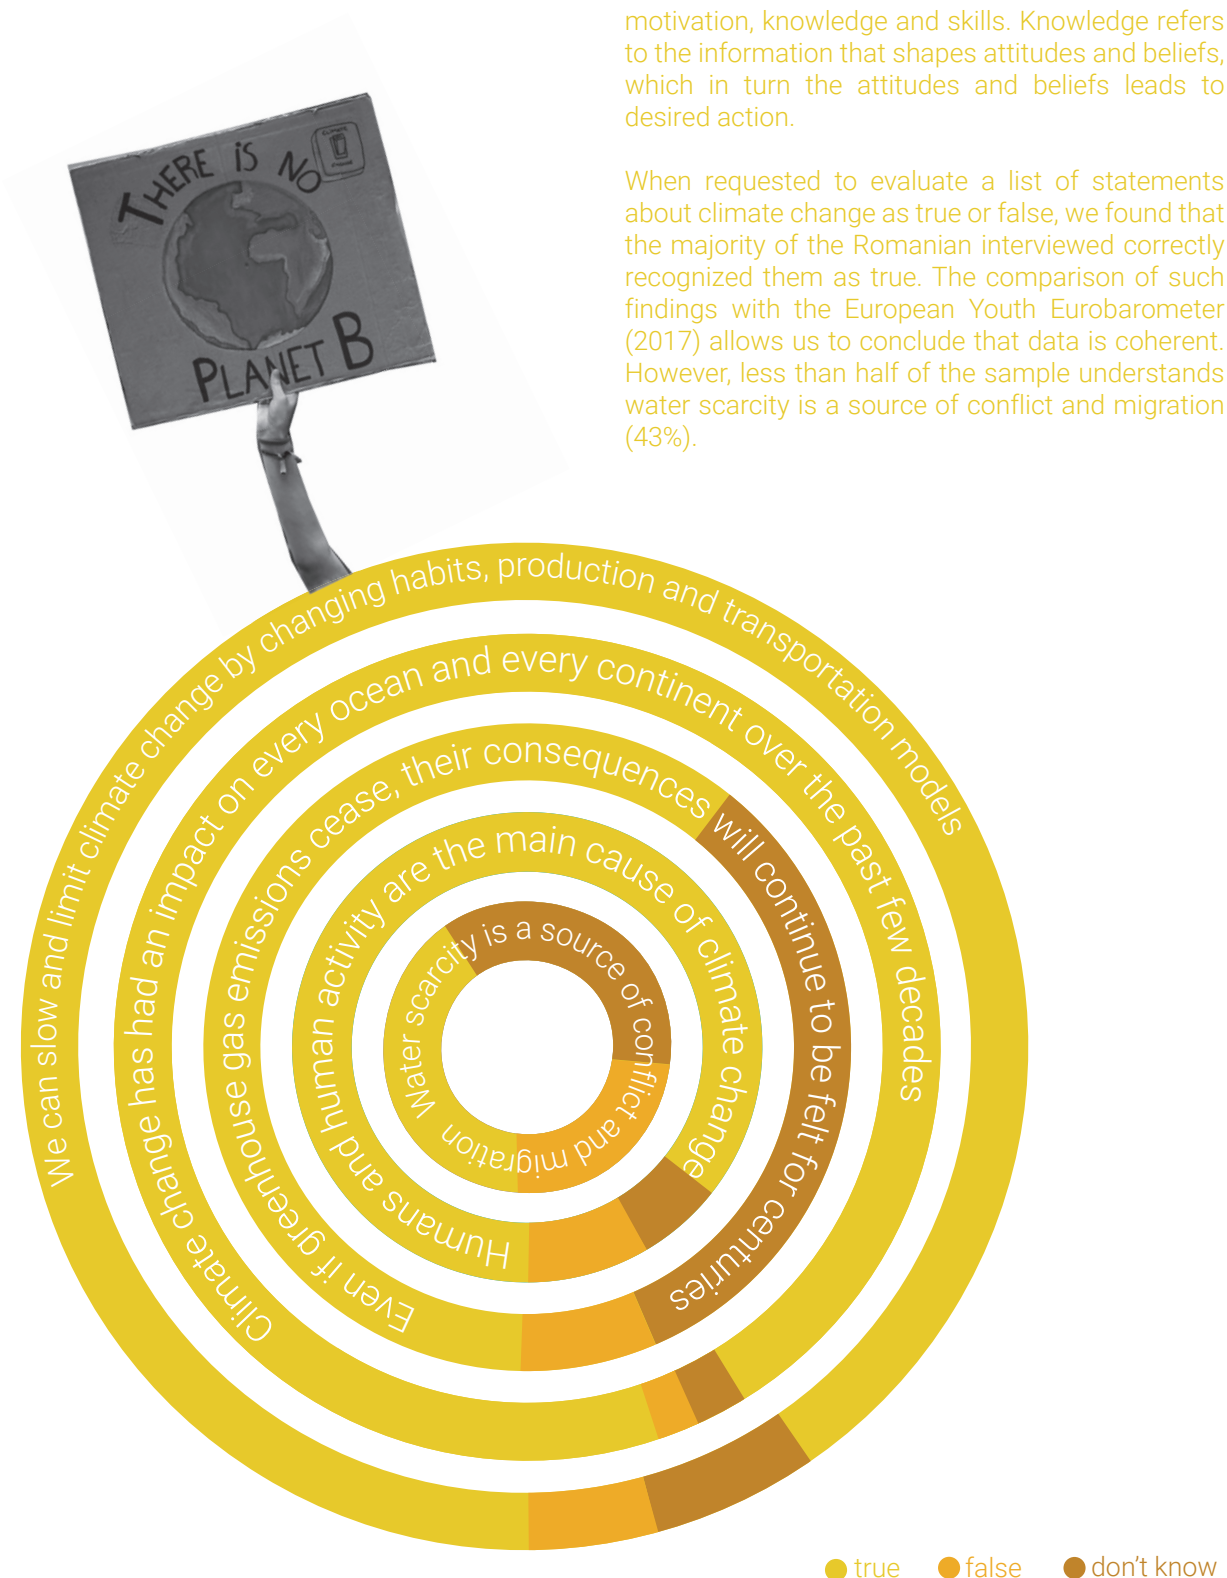 motivation, knowledge and skills. Knowledge refers
to the information that shapes attitudes and beliefs,
which in turn the attitudes and beliefs leads to
desired action.
When requested to evaluate a list of statements
about climate change as true or false, we found that
the majority of the Romanian interviewed correctly
recognized them as true. The comparison of such
findings with the European Youth Eurobarometer
(2017) allows us to conclude that data is coherent.
However, less than half of the sample understands
water scarcity is a source of conflict and migration
(43%).
THERE iS NO
PLANET B
We can slow and limit climate change by changing habits, production and transportation models
Climate change has had an impact on every ocean and every continent over the past few decades
Even if greenhouse gas emissions cease, their consequences will continue to be felt for centuries
Humans and human activity are the main cause of climate change
Water scarcity is a source of conflict and migration
true
false
don't know